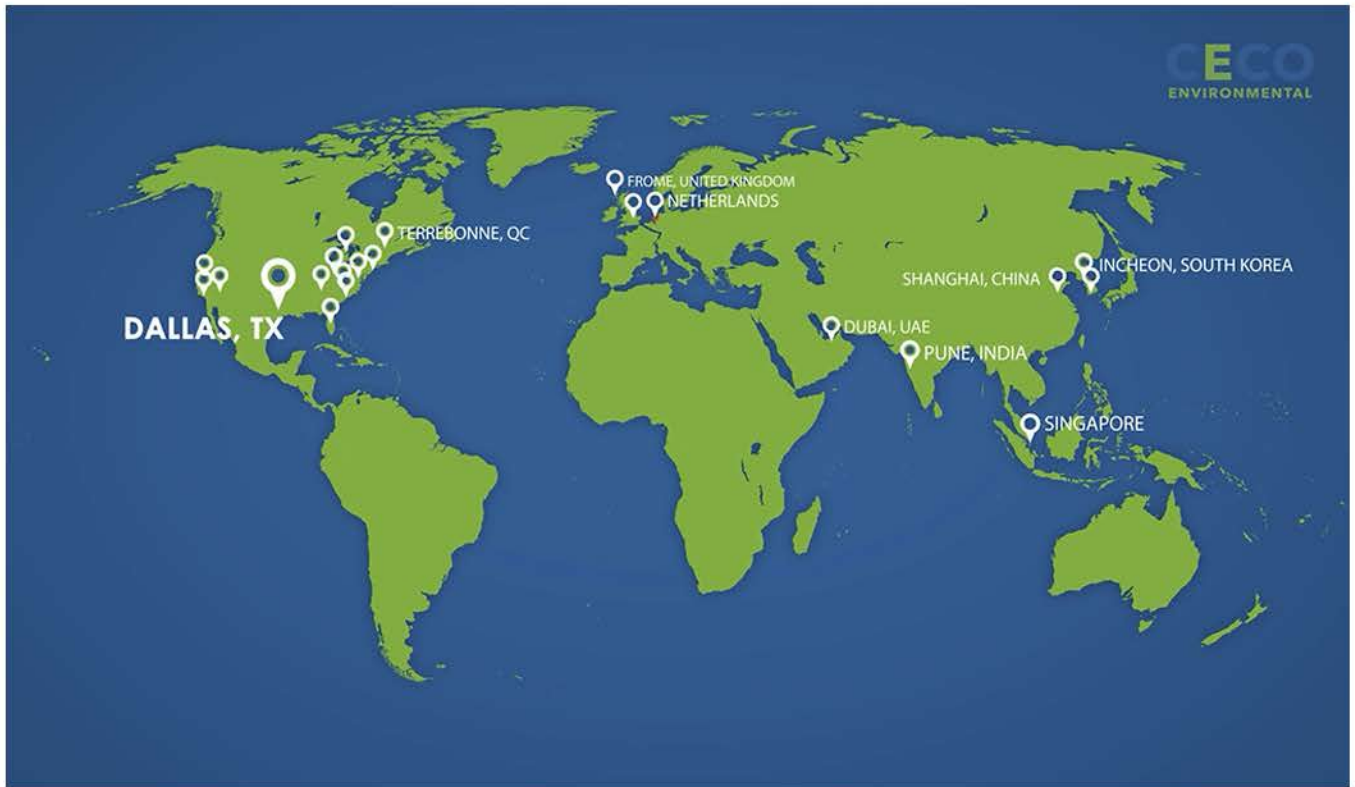 CECO
ENVIRONMENTAL
FROME, UNITED KINGDOM
NETHERLANDS
TERREBONNE, QC
SHANGHAI, CHINA
INCHEON, SOUTH KOREA
DALLAS, TX
DUBAI, UAE
PUNE, INDIA
SINGAPORE